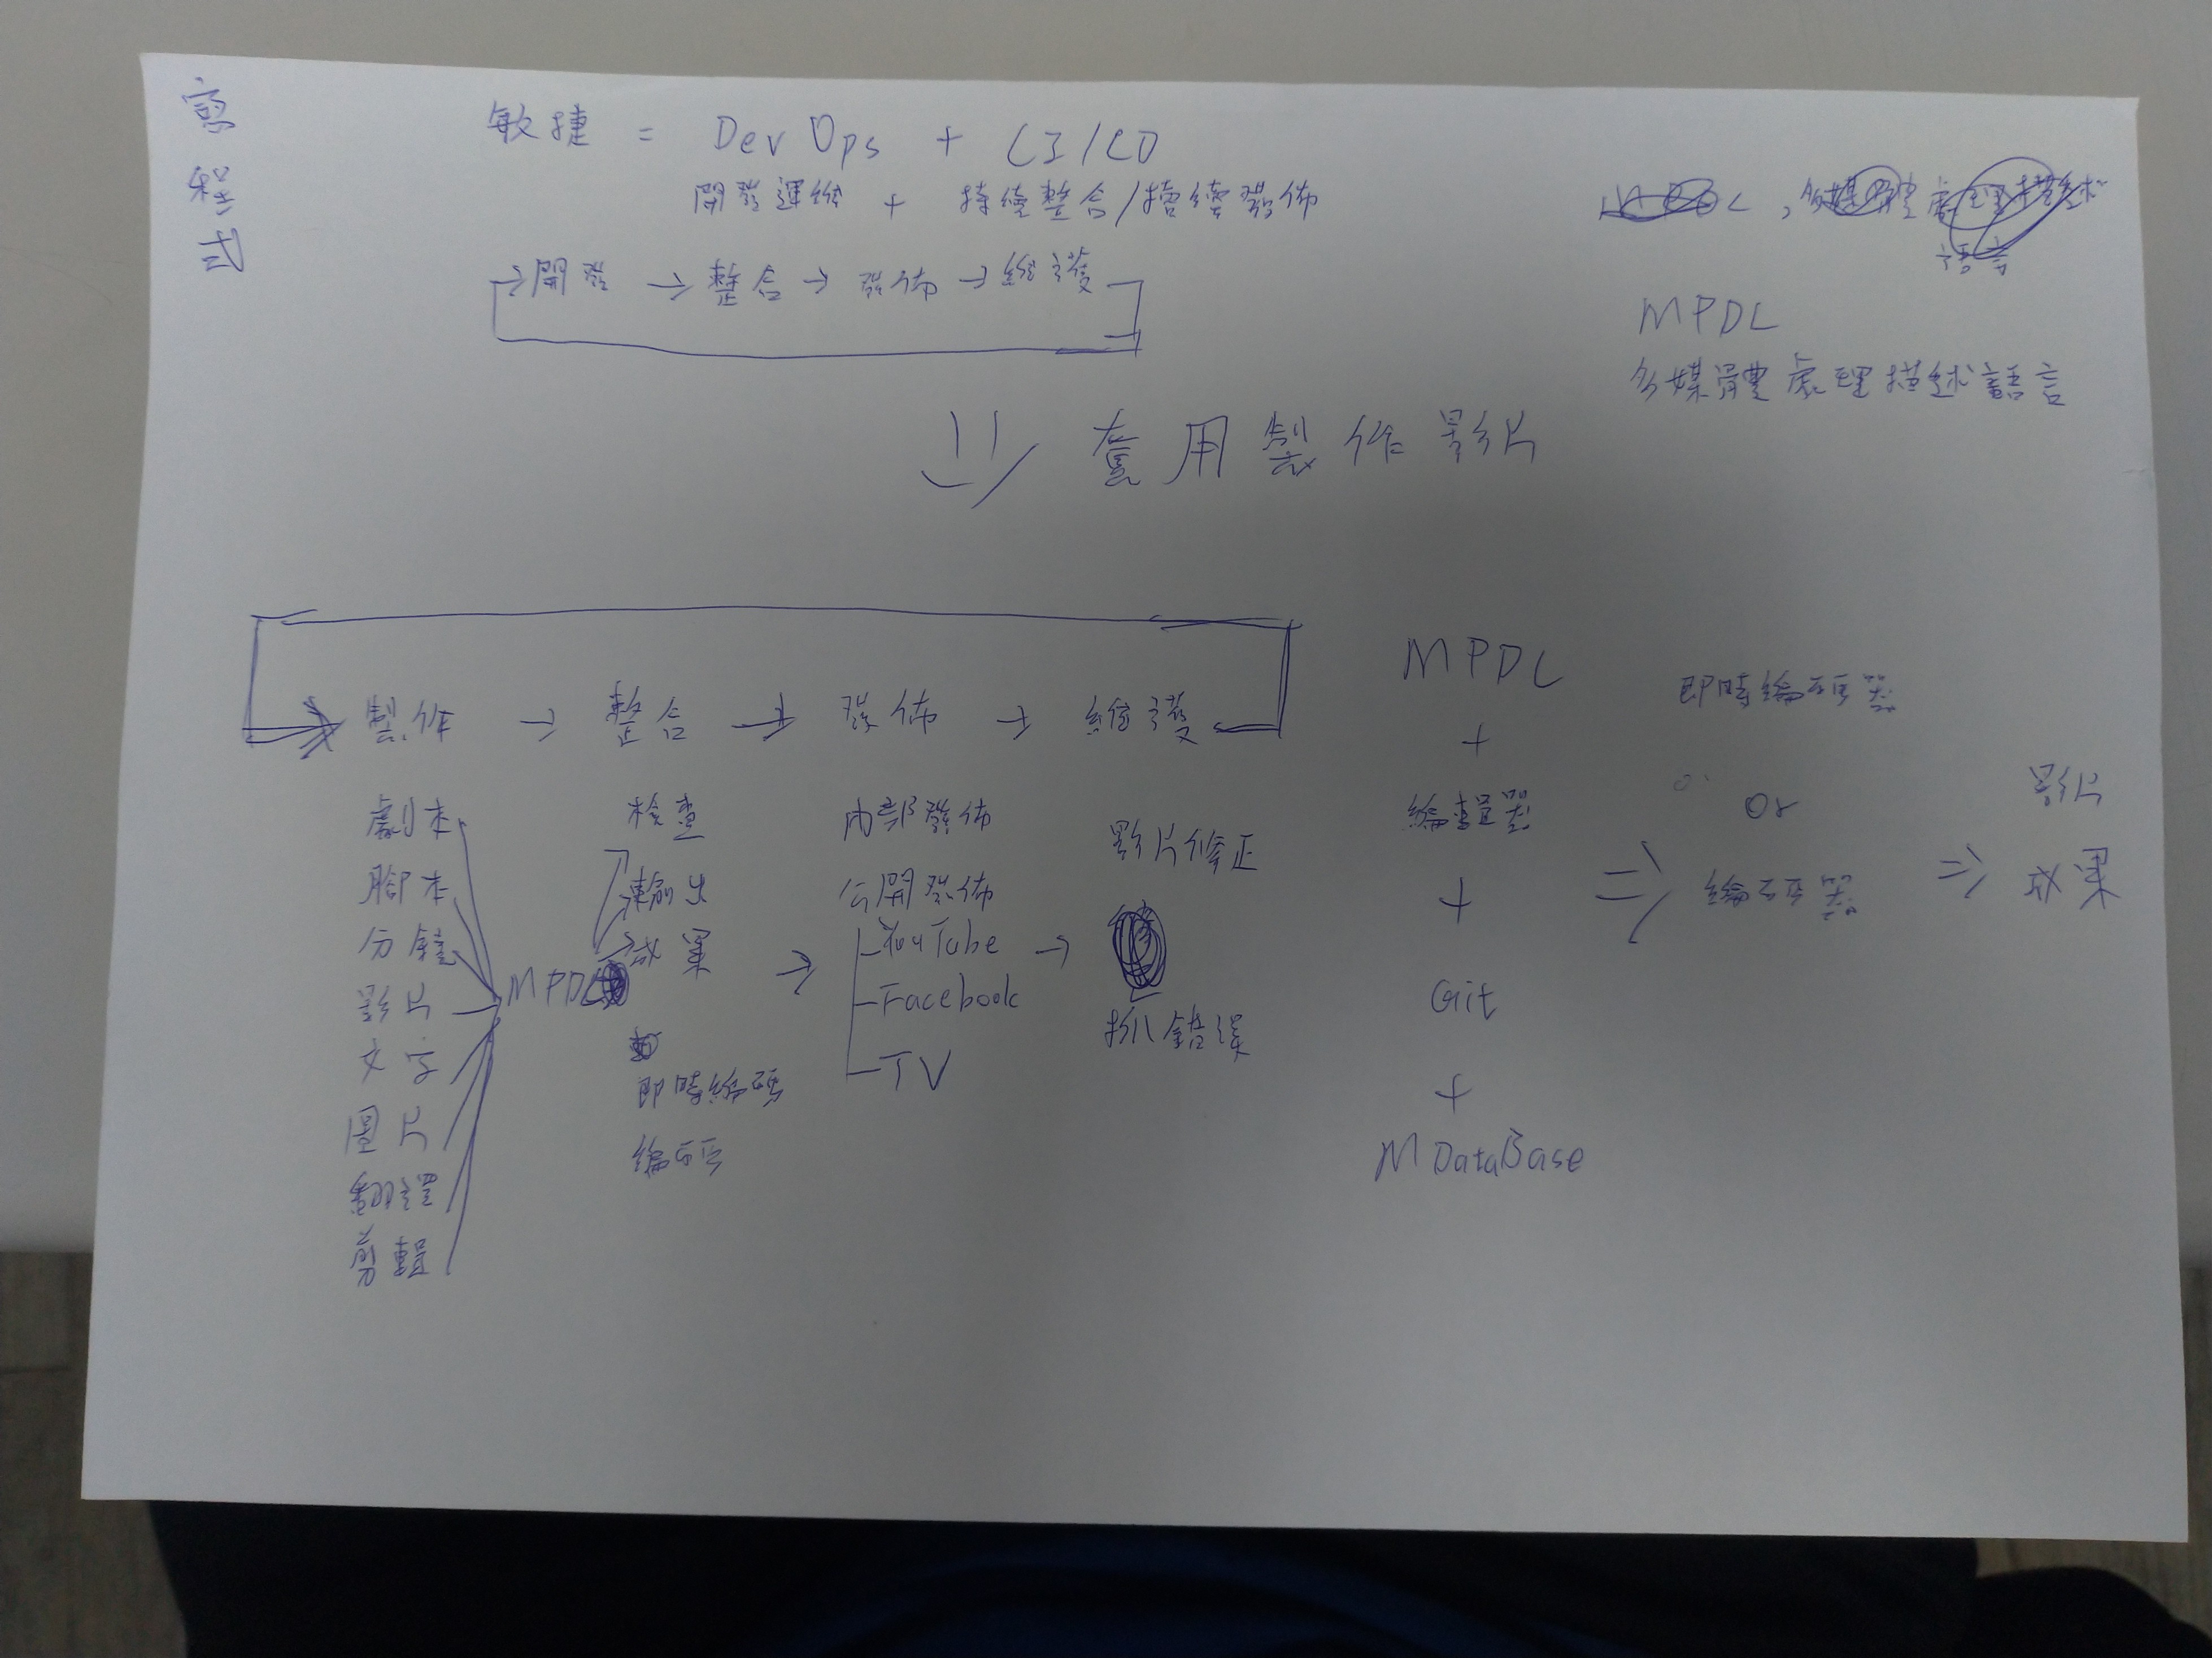 寫程式
敏捷 = DevOps + CI/CD
開發運維 + 持續整合/持續發佈
→開發 → 整合 → 發佈 → 維護
MPDL
多媒體處理描述語言
套用製作影片
製作 → 整合 → 發佈 → 維護
劇本
腳本
分鏡
影片
文字
圖片
翻譯
剪輯
MPDL
檢查
輸出
成果
即時編碼
編碼
→
內部發佈
公開發佈
YouTube
Facebook
TV
→
影片修正
抓錯誤
MPDL
+
編輯器
+
Git
+
MDataBase
⇒
即時編碼器
or
編碼器
⇒
影片
成果